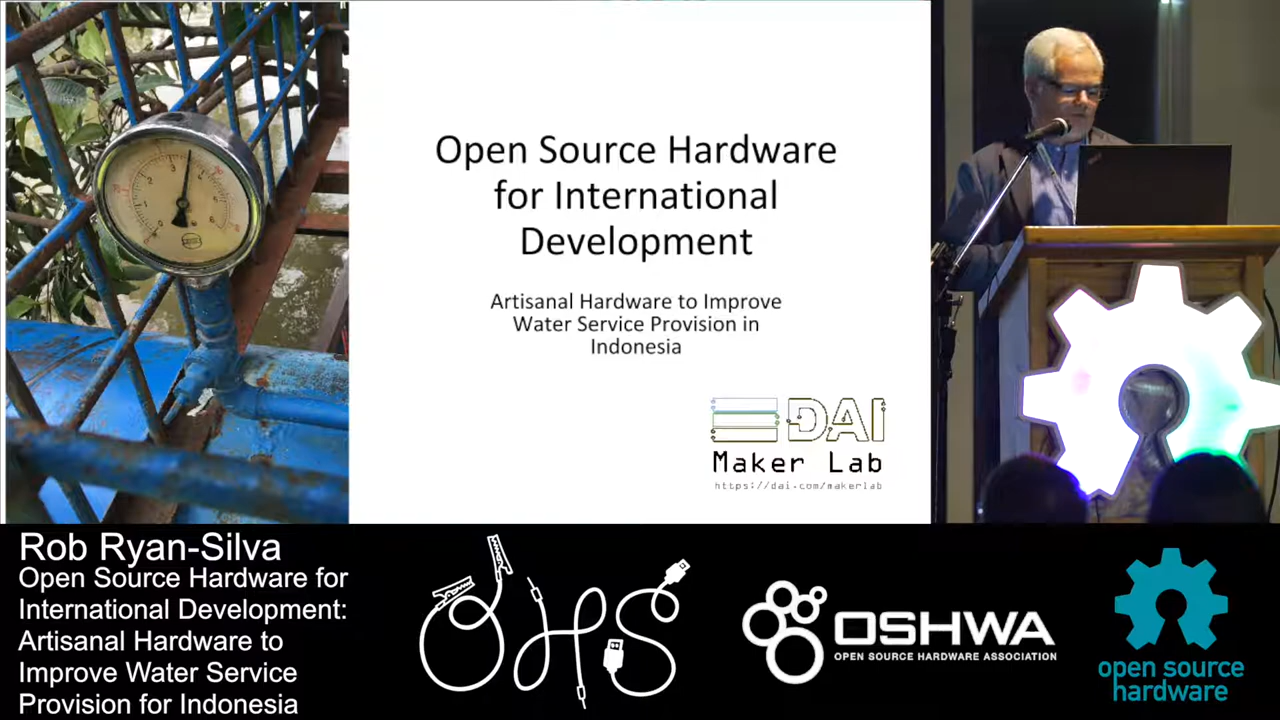 Open Source Hardware
for International
Development
Artisanal Hardware to Improve
Water Service Provision in
Indonesia
DAI
Maker Lab
https://dai.com/makerlab
Rob Ryan-Silva
Open Source Hardware for
International Development:
Artisanal Hardware to
Improve Water Service
Provision for Indonesia
OHS
OSHWA
OPEN SOURCE HARDWARE ASSOCIATION
open source
hardware